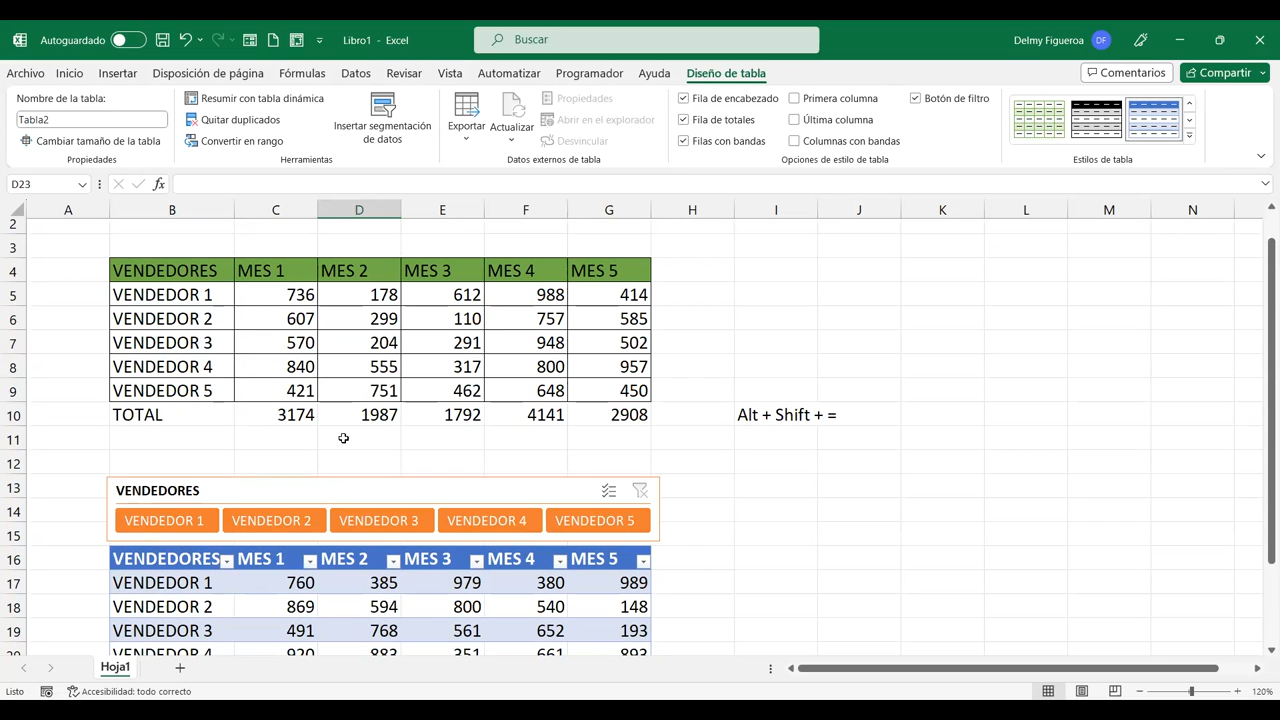 Autoguardado Libro1 - Excel Buscar Delmy Figueroa DF
Archivo Inicio Insertar Disposición de página Fórmulas Datos Revisar Vista Automatizar Programador Ayuda Diseño de tabla Comentarios Compartir
Nombre de la tabla: Resumir con tabla dinámica Propiedades Fila de encabezado Primera columna Botón de filtro
Tabla2 Quitar duplicados Insertar segmentación de datos Exportar Actualizar Abrir en el explorador Fila de totales Última columna
Cambiar tamaño de la tabla Convertir en rango Desvincular Filas con bandas Columnas con bandas
Propiedades Herramientas Datos externos de tabla Opciones de estilo de tabla Estilos de tabla
D23 fx
A B C D E F G H I J K L M N
2
3
4 VENDEDORES MES 1 MES 2 MES 3 MES 4 MES 5
5 VENDEDOR 1 736 178 612 988 414
6 VENDEDOR 2 607 299 110 757 585
7 VENDEDOR 3 570 204 291 948 502
8 VENDEDOR 4 840 555 317 800 957
9 VENDEDOR 5 421 751 462 648 450
10 TOTAL 3174 1987 1792 4141 2908 Alt + Shift + =
11
12
13 VENDEDORES
14 VENDEDOR 1 VENDEDOR 2 VENDEDOR 3 VENDEDOR 4 VENDEDOR 5
15
16 VENDEDORES MES 1 MES 2 MES 3 MES 4 MES 5
17 VENDEDOR 1 760 385 979 380 989
18 VENDEDOR 2 869 594 800 540 148
19 VENDEDOR 3 491 768 561 652 193
20 VENDEDOR 4 920 883 351 661 893
Hoja1
Listo Accesibilidad: todo correcto 120%